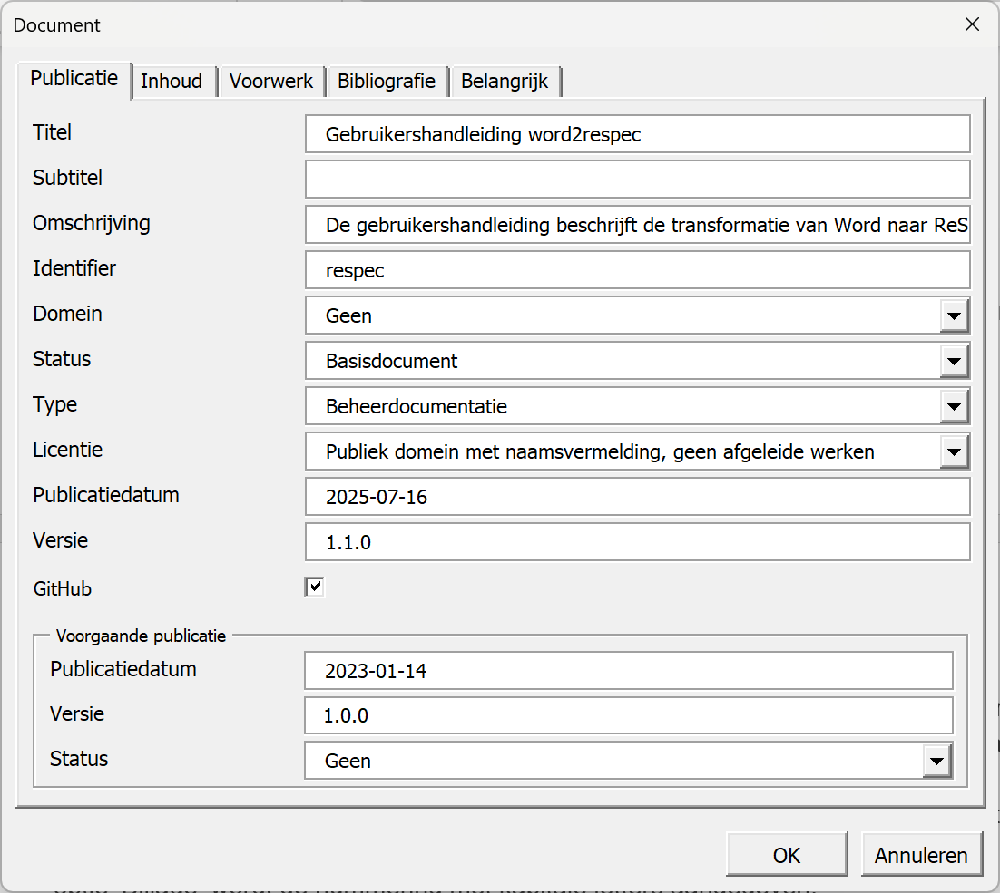 Document
Publicatie Inhoud Voorwerk Bibliografie Belangrijk
Titel Gebruikershandleiding word2respec
Subtitel
Omschrijving De gebruikershandleiding beschrijft de transformatie van Word naar ReS
Identifier respec
Domein Geen
Status Basisdocument
Type Beheerdocumentatie
Licentie Publiek domein met naamsvermelding, geen afgeleide werken
Publicatiedatum 2025-07-16
Versie 1.1.0
GitHub
Voorgaande publicatie
Publicatiedatum 2023-01-14
Versie 1.0.0
Status Geen
OK Annuleren